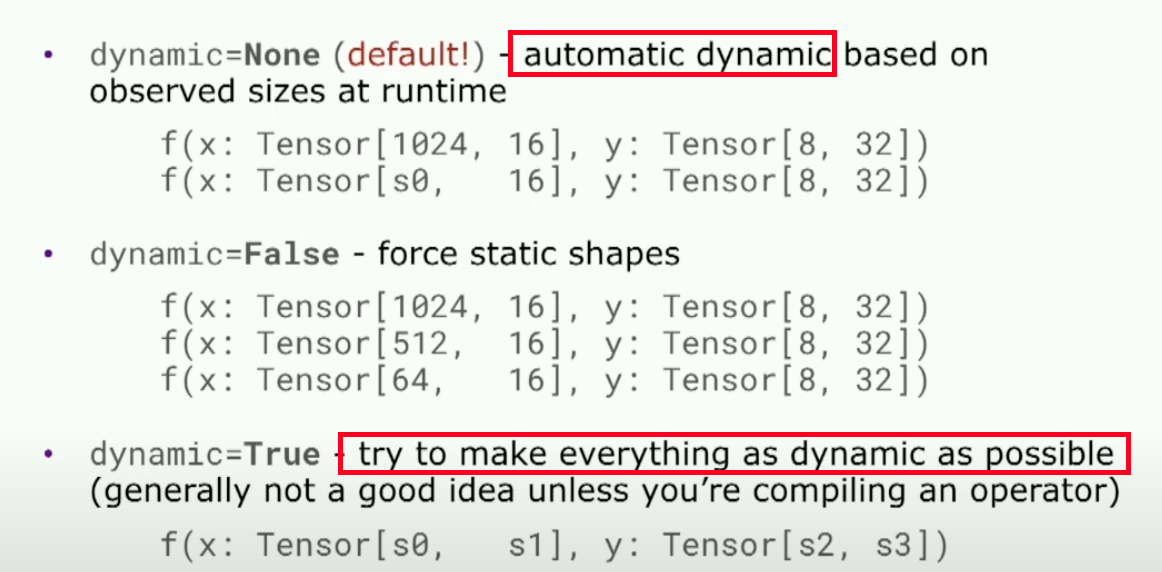 • dynamic=None (default!) - automatic dynamic based on
observed sizes at runtime
f(x: Tensor[1024, 16], y: Tensor[8, 32])
f(x: Tensor[s0, 16], y: Tensor[8, 32])
• dynamic=False - force static shapes
f(x: Tensor[1024, 16], y: Tensor[8, 32])
f(x: Tensor[512, 16], y: Tensor[8, 32])
f(x: Tensor[64, 16], y: Tensor[8, 32])
• dynamic=True - try to make everything as dynamic as possible
(generally not a good idea unless you’re compiling an operator)
f(x: Tensor[s0, s1], y: Tensor[s2, s3])